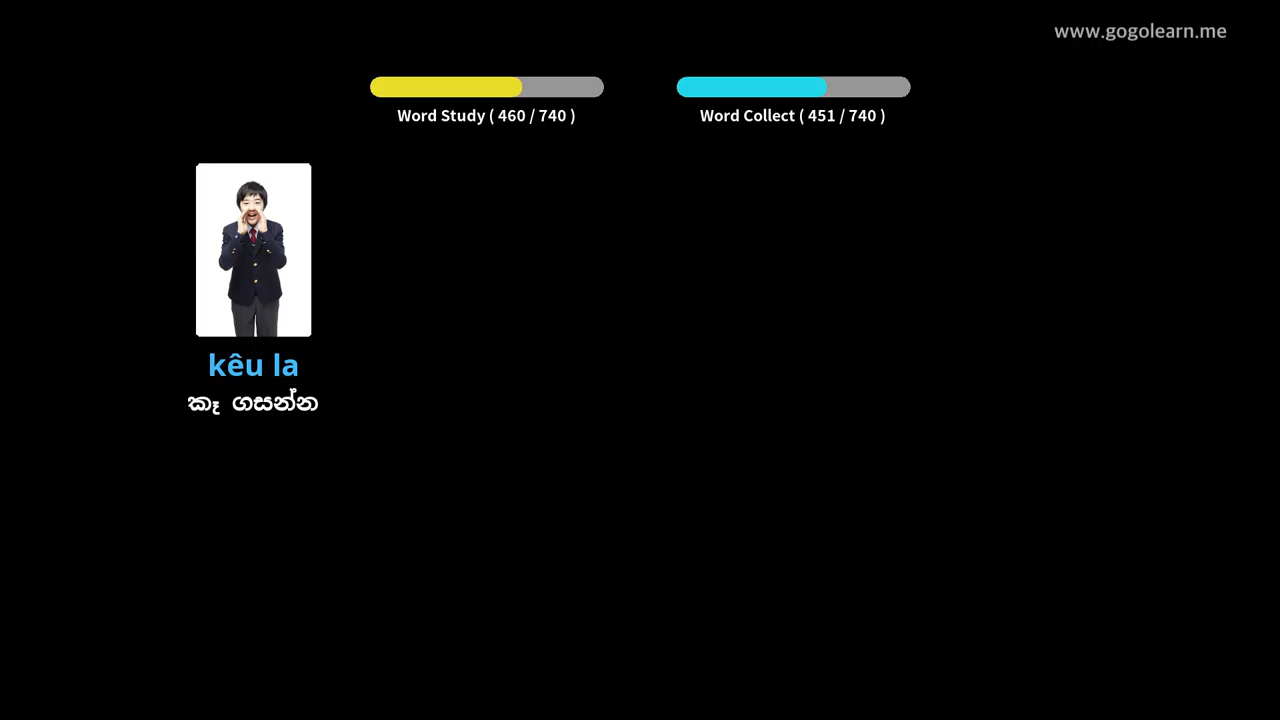 www.gogolearn.me
Word Study ( 460 / 740 )
Word Collect ( 451 / 740 )
kêu la
කෑ ගසන්න